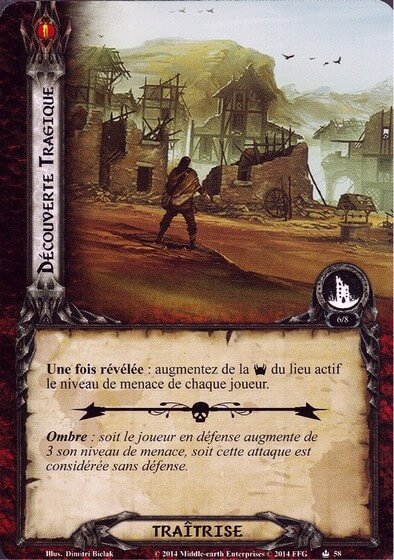 DÉCOUVERTE TRAGIQUE
6/8
Une fois révélée : augmentez de la du lieu actif
le niveau de menace de chaque joueur.
Ombre : soit le joueur en défense augmente de
3 son niveau de menace, soit cette attaque est
considérée sans défense.
TRAÎTRISE
Illus. Dimitri Bielak © 2014 Middle-earth Enterprises © 2014 FFG 58